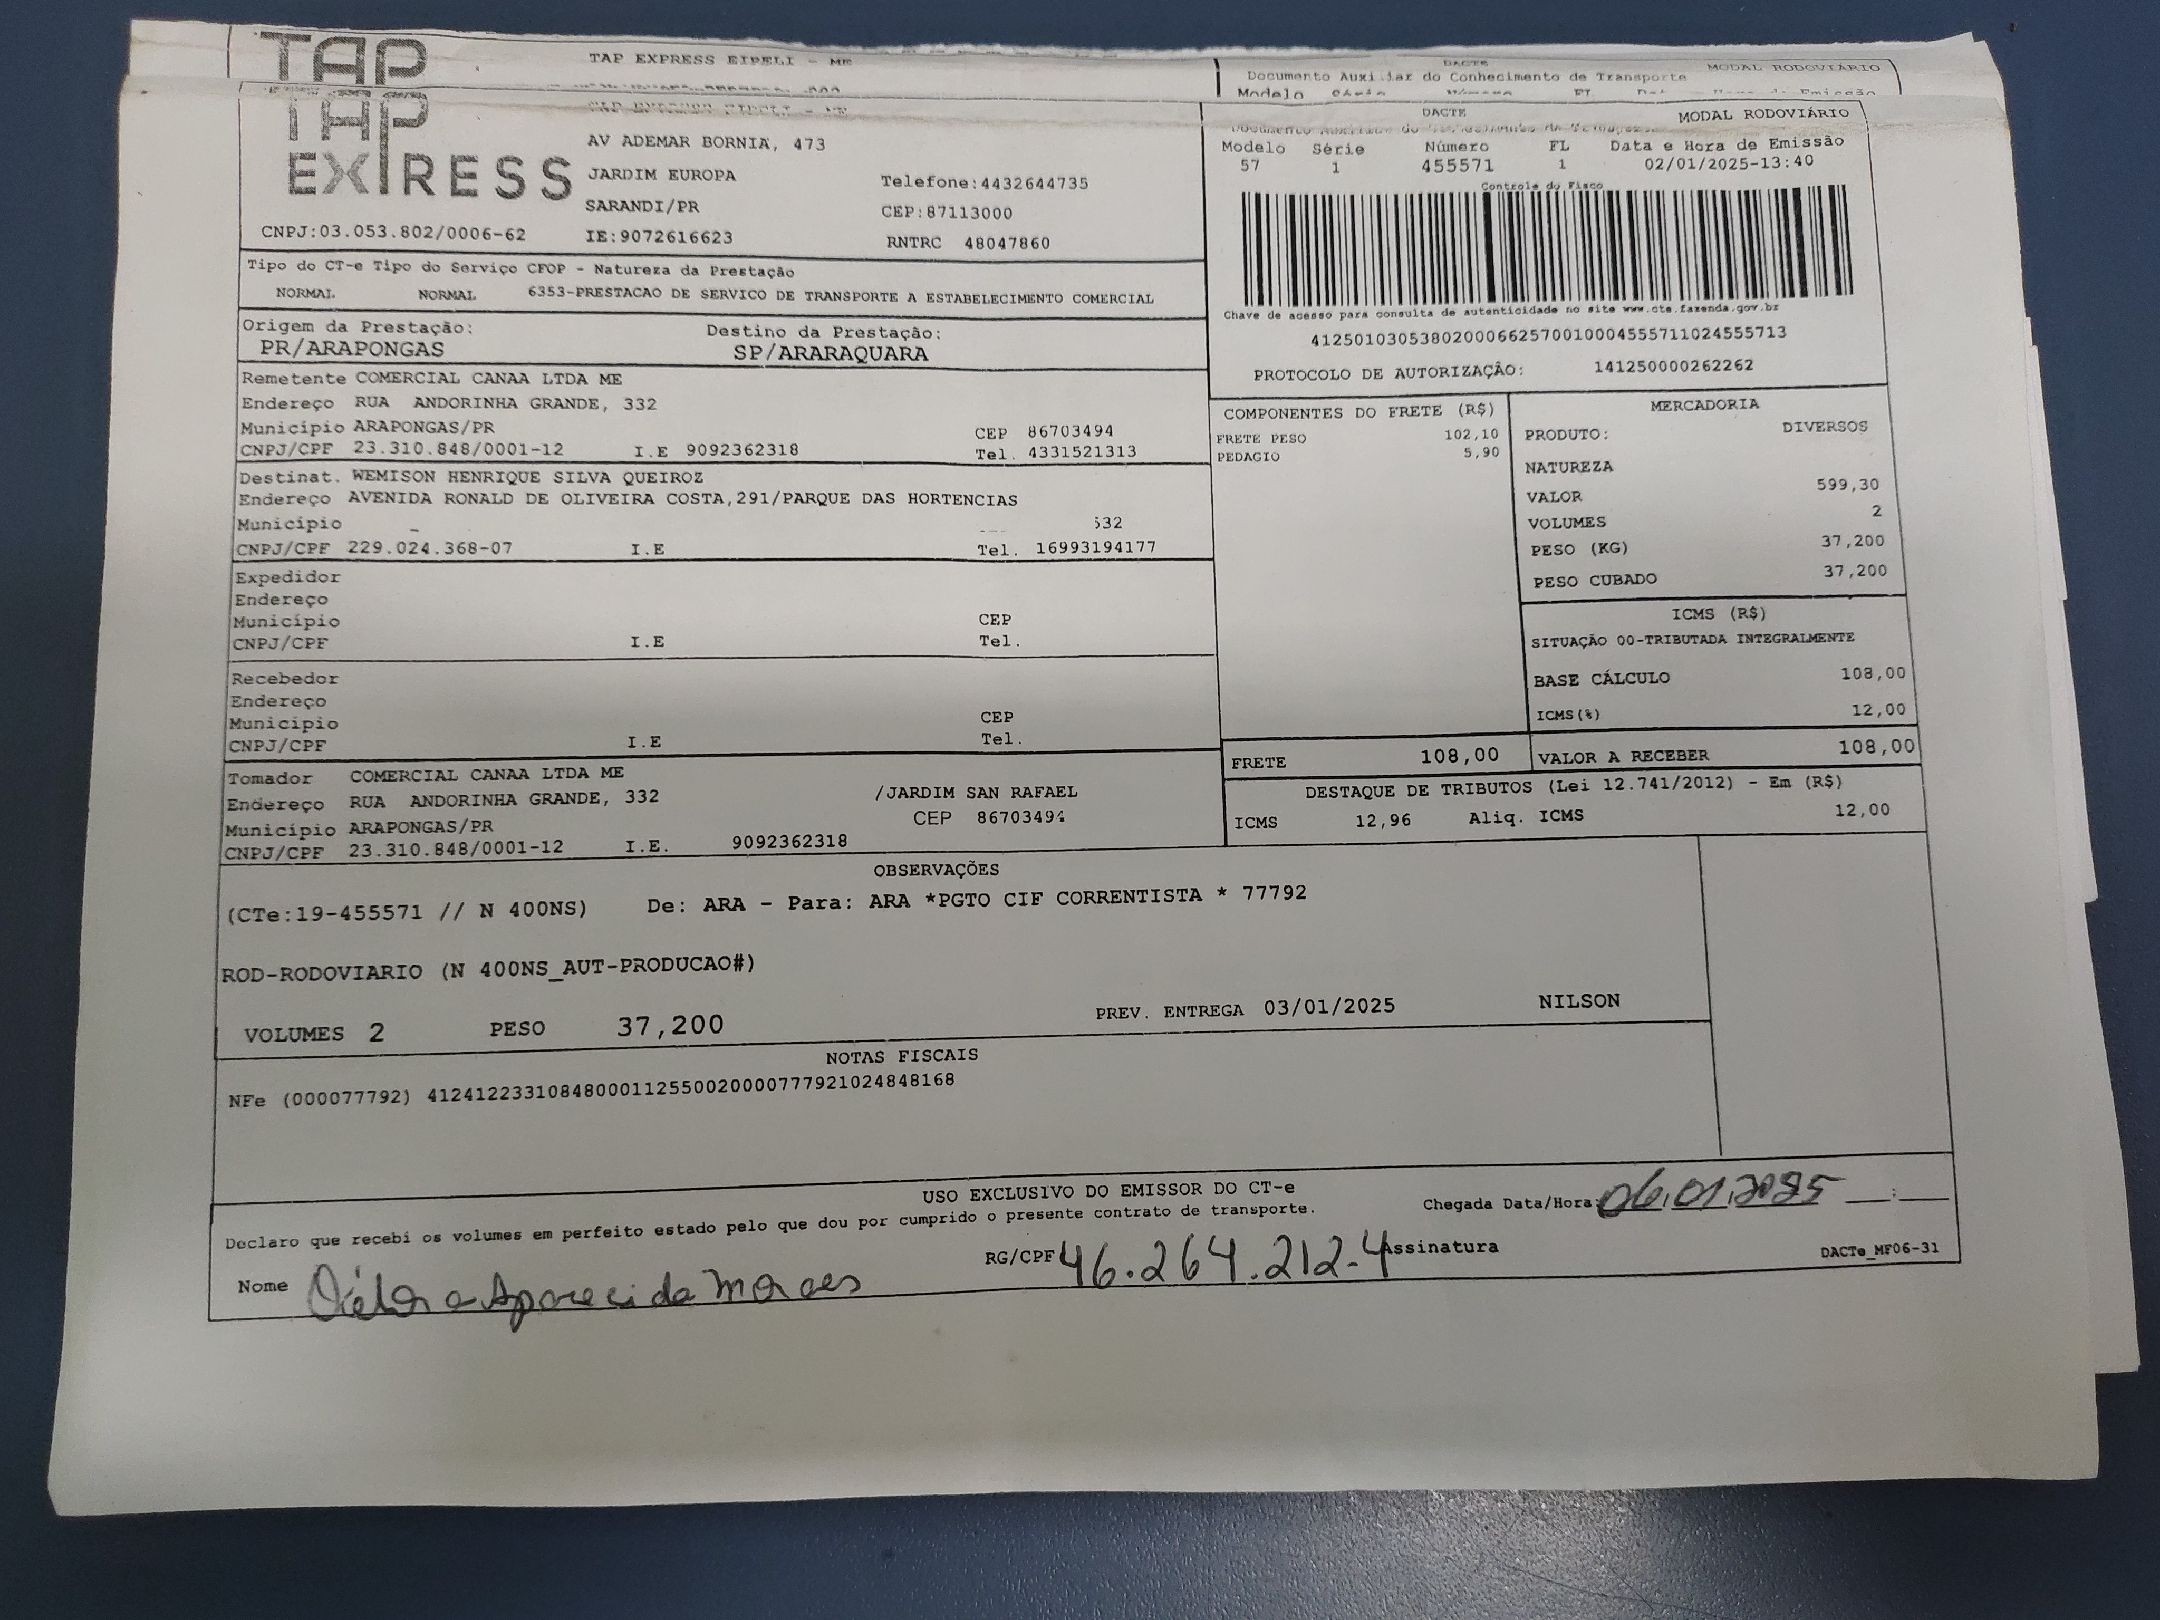 TAP
TAP EXPRESS EIRELI - ME
DACTE
MODAL RODOVIÁRIO
Documento Auxiliar do Conhecimento de Transporte
Modelo Série Número FL
TAP
EXPRESS
AV ADEMAR BORNIA, 473
JARDIM EUROPA
Telefone:4432644735
SARANDI/PR
CEP:87113000
CNPJ:03.053.802/0006-62
IE:9072616623
RNTRC 48047860
DACTE
MODAL RODOVIÁRIO
Modelo Série Número FL Data e Hora de Emissão
57 1 455571 1 02/01/2025-13:40
Controle do Fisco
Chave de acesso para consulta de autenticidade no site www.cte.fazenda.gov.br
41250103053802000662570010004555711024555713
PROTOCOLO DE AUTORIZAÇÃO: 141250000262262
Tipo do CT-e Tipo do Serviço CFOP - Natureza da Prestação
NORMAL NORMAL 6353-PRESTACAO DE SERVICO DE TRANSPORTE A ESTABELECIMENTO COMERCIAL
Origem da Prestação: Destino da Prestação:
PR/ARAPONGAS SP/ARARAQUARA
Remetente COMERCIAL CANAA LTDA ME
Endereço RUA ANDORINHA GRANDE, 332
Município ARAPONGAS/PR CEP 86703494
CNPJ/CPF 23.310.848/0001-12 I.E 9092362318 Tel. 4331521313
Destinat. WEMISON HENRIQUE SILVA QUEIROZ
Endereço AVENIDA RONALD DE OLIVEIRA COSTA,291/PARQUE DAS HORTENCIAS
Município 532
CNPJ/CPF 229.024.368-07 I.E Tel. 16993194177
Expedidor
Endereço
Município CEP
CNPJ/CPF I.E Tel.
Recebedor
Endereço
Município CEP
CNPJ/CPF I.E Tel.
Tomador COMERCIAL CANAA LTDA ME
Endereço RUA ANDORINHA GRANDE, 332 /JARDIM SAN RAFAEL
Município ARAPONGAS/PR CEP 86703494
CNPJ/CPF 23.310.848/0001-12 I.E. 9092362318
COMPONENTES DO FRETE (R$)
FRETE PESO 102,10
PEDAGIO 5,90
MERCADORIA
PRODUTO: DIVERSOS
NATUREZA
VALOR 599,30
VOLUMES 2
PESO (KG) 37,200
PESO CUBADO 37,200
ICMS (R$)
SITUAÇÃO 00-TRIBUTADA INTEGRALMENTE
BASE CÁLCULO 108,00
ICMS(%) 12,00
FRETE 108,00 VALOR A RECEBER 108,00
DESTAQUE DE TRIBUTOS (Lei 12.741/2012) - Em (R$)
ICMS 12,96 Aliq. ICMS 12,00
OBSERVAÇÕES
(CTe:19-455571 // N 400NS) De: ARA - Para: ARA *PGTO CIF CORRENTISTA * 77792
ROD-RODOVIARIO (N 400NS_AUT-PRODUCAO#)
VOLUMES 2 PESO 37,200 PREV. ENTREGA 03/01/2025 NILSON
NOTAS FISCAIS
NFe (000077792) 41241223310848000112550020000777921024848168
USO EXCLUSIVO DO EMISSOR DO CT-e
Declaro que recebi os volumes em perfeito estado pelo que dou por cumprido o presente contrato de transporte.
Chegada Data/Hora 06.01.2025 __:__
Nome Aparecida Moraes RG/CPF 46.264.212-4 Assinatura
DACTe_MF06-31